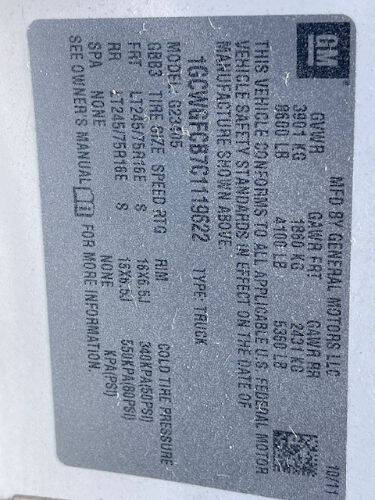 GM
MFD BY GENERAL MOTORS LLC 10/11
GVWR GAWR FRT GAWR RR
3901 KG 1860 KG 2431 KG
8600 LB 4100 LB 5360 LB
THIS VEHICLE CONFORMS TO ALL APPLICABLE U.S. FEDERAL MOTOR
VEHICLE SAFETY STANDARDS IN EFFECT ON THE DATE OF
MANUFACTURE SHOWN ABOVE.
1GCWGFCB7C1119622 TYPE: TRUCK
MODEL: G23405
GBB3 TIRE SIZE SPEED RTG RIM COLD TIRE PRESSURE
FRT LT245/75R16E S 16X6.5J 340KPA(50PSI)
RR LT245/75R16E S 16X6.5J 550KPA(80PSI)
SPA NONE NONE KPA(PSI)
SEE OWNER'S MANUAL FOR MORE INFORMATION.